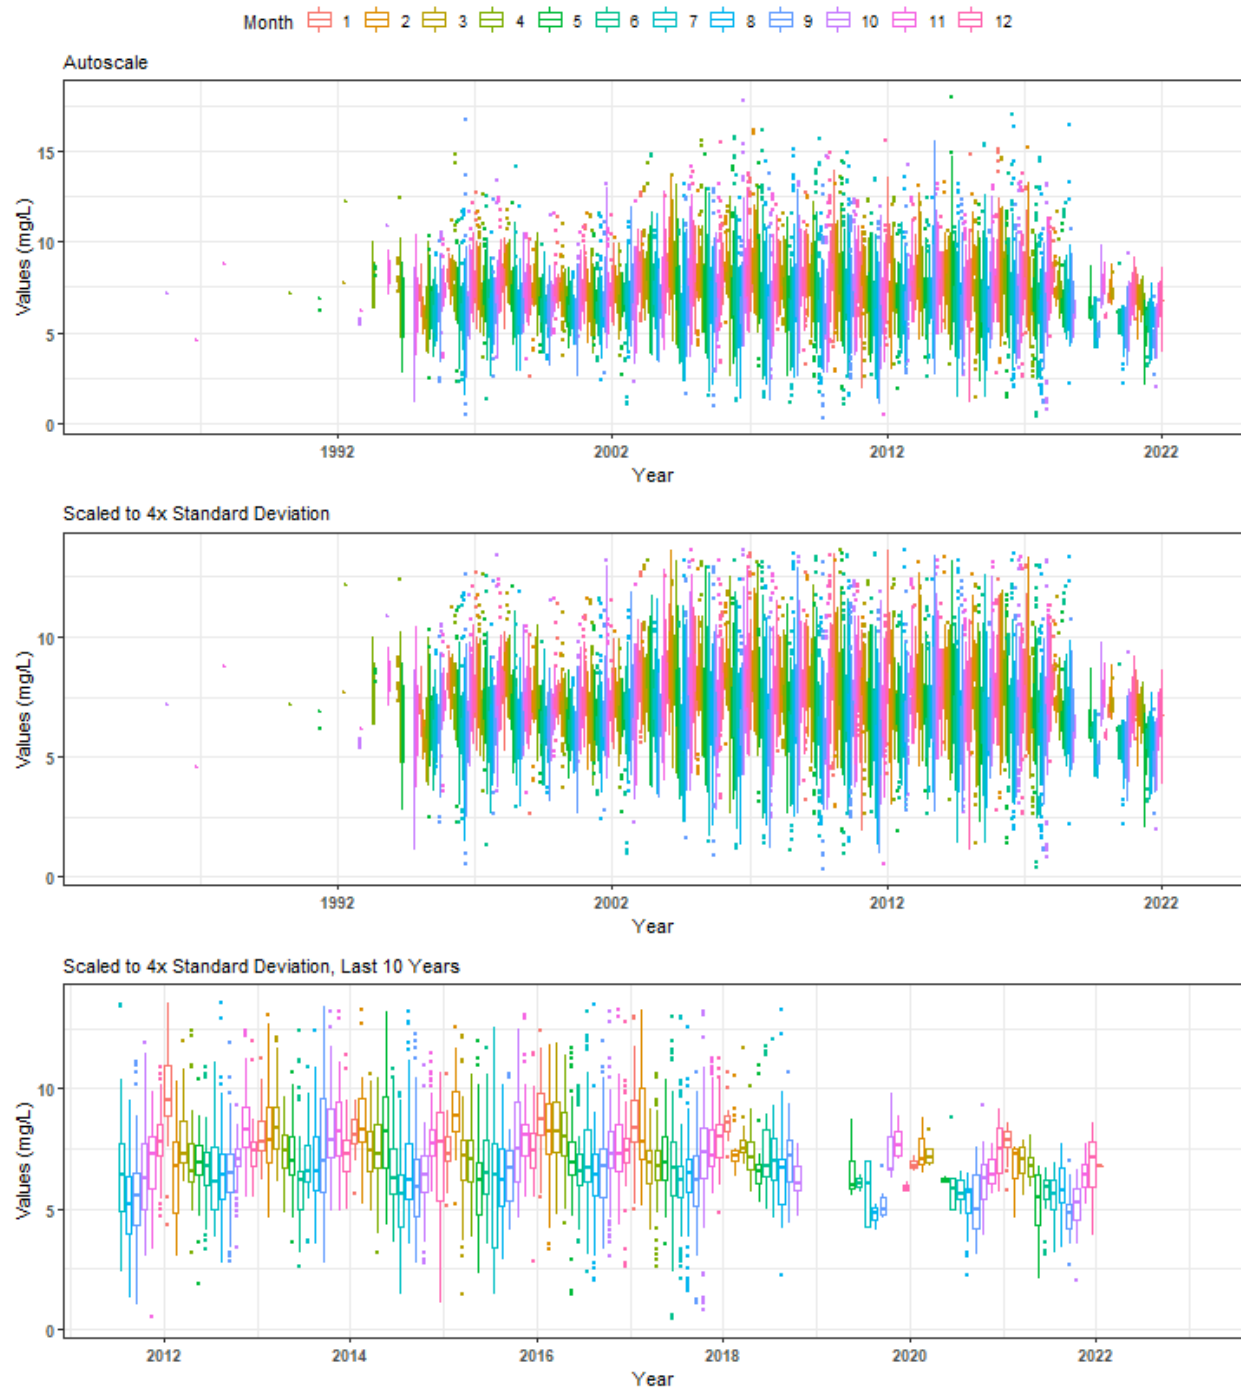 Month 1 2 3 4 5 6 7 8 9 10 11 12
Autoscale
Values (mg/L)
15
10
5
0
1992 2002 2012 2022
Year
Scaled to 4x Standard Deviation
Values (mg/L)
10
5
0
1992 2002 2012 2022
Year
Scaled to 4x Standard Deviation, Last 10 Years
Values (mg/L)
10
5
0
2012 2014 2016 2018 2020 2022
Year